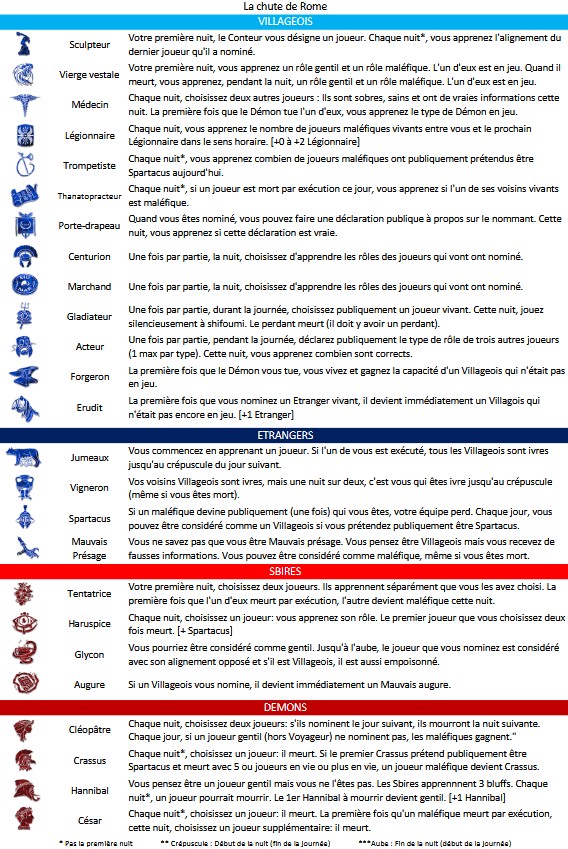 La chute de Rome
VILLAGEOIS
Sculpteur
Votre première nuit, le Conteur vous désigne un joueur. Chaque nuit*, vous apprenez l'alignement du
dernier joueur qu'il a nominé.
Vierge vestale
Votre première nuit, vous apprenez un rôle gentil et un rôle maléfique. L'un d'eux est en jeu. Quand il
meurt, vous apprenez, pendant la nuit, un rôle gentil et un rôle maléfique. L'un d'eux est en jeu.
Médecin
Chaque nuit, choisissez deux autres joueurs : Ils sont sobres, sains et ont de vraies informations cette
nuit. La première fois que le Démon tue l'un d'eux, vous apprenez le type de Démon en jeu.
Légionnaire
Chaque nuit, vous apprenez le nombre de joueurs maléfiques vivants entre vous et le prochain
Légionnaire dans le sens horaire. [+0 à +2 Légionnaire]
Trompetiste
Chaque nuit*, vous apprenez combien de joueurs maléfiques ont publiquement prétendus être
Spartacus aujourd'hui.
Thanatopracteur
Chaque nuit*, si un joueur est mort par exécution ce jour, vous apprenez si l'un de ses voisins vivants
est maléfique.
Porte-drapeau
Quand vous êtes nominé, vous pouvez faire une déclaration publique à propos sur le nommant. Cette
nuit, vous apprenez si cette déclaration est vraie.
Centurion
Une fois par partie, la nuit, choisissez d'apprendre les rôles des joueurs qui vont ont nominé.
Marchand
Une fois par partie, la nuit, choisissez d'apprendre les rôles des joueurs qui vont ont nominé.
Gladiateur
Une fois par partie, durant la journée, choisissez publiquement un joueur vivant. Cette nuit, jouez
silencieusement à shifoumi. Le perdant meurt (il doit y avoir un perdant).
Acteur
Une fois par partie, pendant la journée, déclarez publiquement le type de rôle de trois autres joueurs
(1 max par type). Cette nuit, vous apprenez combien sont corrects.
Forgeron
La première fois que le Démon vous tue, vous vivez et gagnez la capacité d'un Villageois qui n'était pas
en jeu.
Erudit
La première fois que vous nominez un Etranger vivant, il devient immédiatement un Villagois qui
n'était pas encore en jeu. [+1 Etranger]
ETRANGERS
Jumeaux
Vous commencez en apprenant un joueur. Si l'un de vous est exécuté, tous les Villageois sont ivres
jusqu'au crépuscule du jour suivant.
Vigneron
Vos voisins Villageois sont ivres, mais une nuit sur deux, c'est vous qui êtes ivre jusqu'au crépuscule
(même si vous êtes mort).
Spartacus
Si un maléfique devine publiquement (une fois) qui vous êtes, votre équipe perd. Chaque jour, vous
pouvez être considéré comme un Villageois si vous prétendez publiquement être Spartacus.
Mauvais
Présage
Vous ne savez pas que vous être Mauvais présage. Vous pensez être Villageois mais vous recevez de
fausses informations. Vous pouvez être considéré comme maléfique, même si vous êtes mort.
SBIRES
Tentatrice
Votre première nuit, choisissez deux joueurs. Ils apprennent séparément que vous les avez choisi. La
première fois que l'un d'eux meurt par exécution, l'autre devient maléfique cette nuit.
Haruspice
Chaque nuit, choisissez un joueur: vous apprenez son rôle. Le premier joueur que vous choisissez deux
fois meurt. [+ Spartacus]
Glycon
Vous pourriez être considéré comme gentil. Jusqu'à l'aube, le joueur que vous nominez est considéré
avec son alignement opposé et s'il est Villageois, il est aussi empoisonné.
Augure
Si un Villageois vous nomine, il devient immédiatement un Mauvais augure.
DEMONS
Cléopâtre
Chaque nuit, choisissez deux joueurs: s'ils nominent le jour suivant, ils mourront la nuit suivante.
Chaque jour, si un joueur gentil (hors Voyageur) ne nominent pas, les maléfiques gagnent."
Crassus
Chaque nuit*, choisissez un joueur: il meurt. Si le premier Crassus prétend publiquement être
Spartacus et meurt avec 5 ou joueurs en vie ou plus en vie, un joueur maléfique devient Crassus.
Hannibal
Vous pensez être un joueur gentil mais vous ne l'êtes pas. Les Sbires apprennnent 3 bluffs. Chaque
nuit*, un joueur pourrait mourrir. Le 1er Hannibal à mourrir devient gentil. [+1 Hannibal]
César
Chaque nuit*, choisissez un joueur: il meurt. La première fois qu'un maléfique meurt par exécution,
cette nuit, choisissez un joueur supplémentaire: il meurt.
* Pas la première nuit ** Crépuscule : Début de la nuit (fin de la journée) ***Aube : Fin de la nuit (début de la journée)